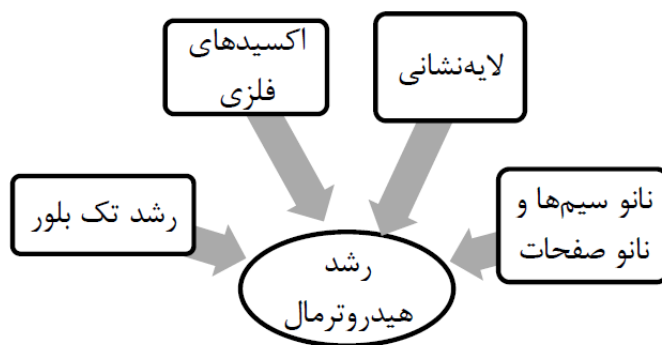 اکسیدهای
فلزی
لایه‌نشانی
رشد تک بلور
نانو سیم‌ها و
نانو صفحات
رشد
هیدروترمال